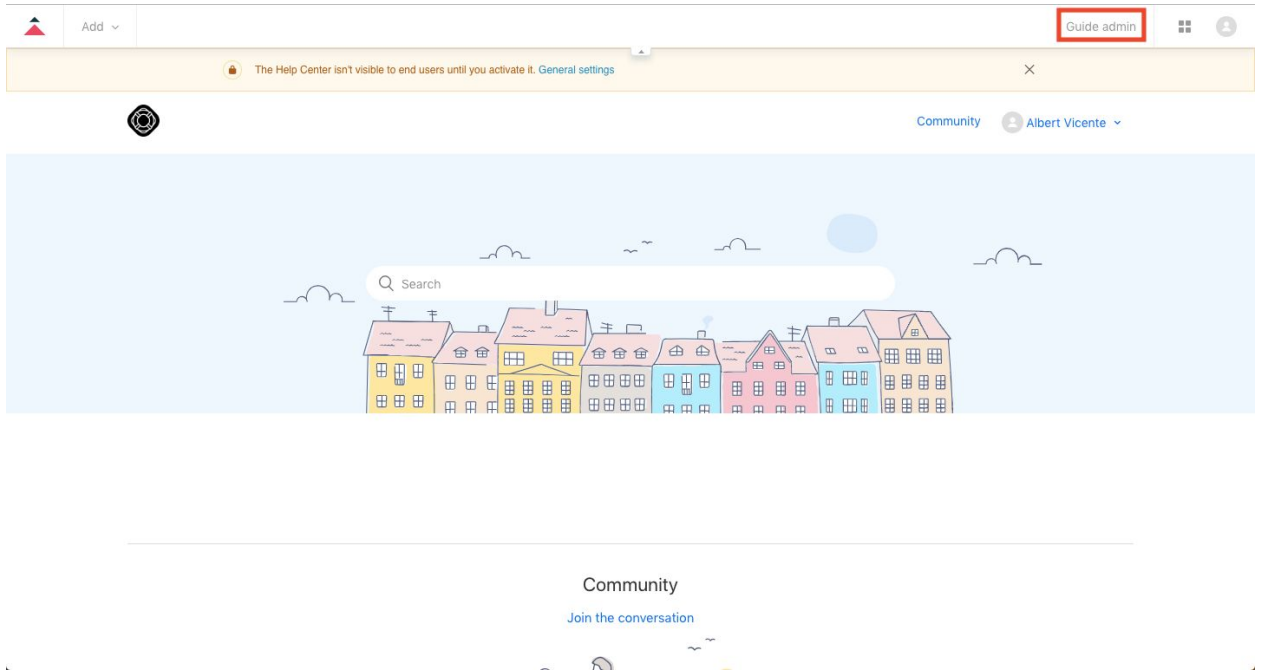 Add
Guide admin
The Help Center isn't visible to end users until you activate it. General settings
Community
Albert Vicente
Search
Community
Join the conversation